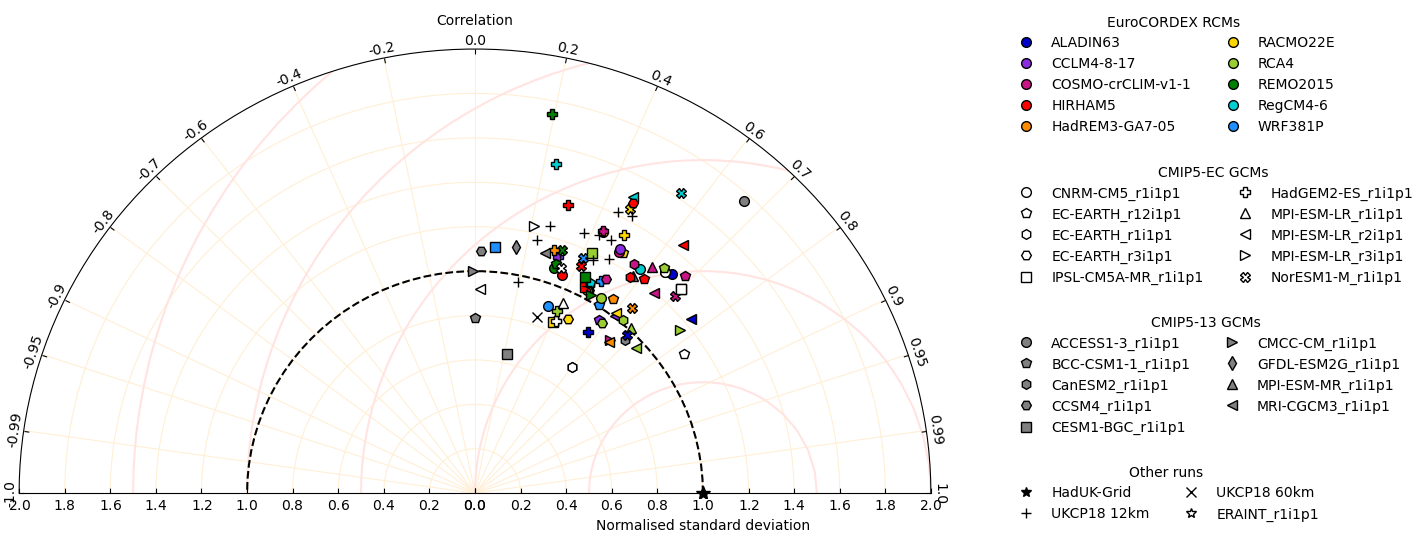 Correlation
-0.2 0.0 0.2
-0.4 0.4
-0.6 0.6
-0.7 0.7
-0.8 0.8
-0.9 0.9
-0.95 0.95
-0.99 0.99
-1.0 1.0
2.0 1.8 1.6 1.4 1.2 1.0 0.8 0.6 0.4 0.2 0.0 0.2 0.4 0.6 0.8 1.0 1.2 1.4 1.6 1.8 2.0
Normalised standard deviation
EuroCORDEX RCMs
ALADIN63 RACMO22E
CCLM4-8-17 RCA4
COSMO-crCLIM-v1-1 REMO2015
HIRHAM5 RegCM4-6
HadREM3-GA7-05 WRF381P
CMIP5-EC GCMs
CNRM-CM5_r1i1p1 HadGEM2-ES_r1i1p1
EC-EARTH_r12i1p1 MPI-ESM-LR_r1i1p1
EC-EARTH_r1i1p1 MPI-ESM-LR_r2i1p1
EC-EARTH_r3i1p1 MPI-ESM-LR_r3i1p1
IPSL-CM5A-MR_r1i1p1 NorESM1-M_r1i1p1
CMIP5-13 GCMs
ACCESS1-3_r1i1p1 CMCC-CM_r1i1p1
BCC-CSM1-1_r1i1p1 GFDL-ESM2G_r1i1p1
CanESM2_r1i1p1 MPI-ESM-MR_r1i1p1
CCSM4_r1i1p1 MRI-CGCM3_r1i1p1
CESM1-BGC_r1i1p1
Other runs
HadUK-Grid UKCP18 60km
UKCP18 12km ERAINT_r1i1p1